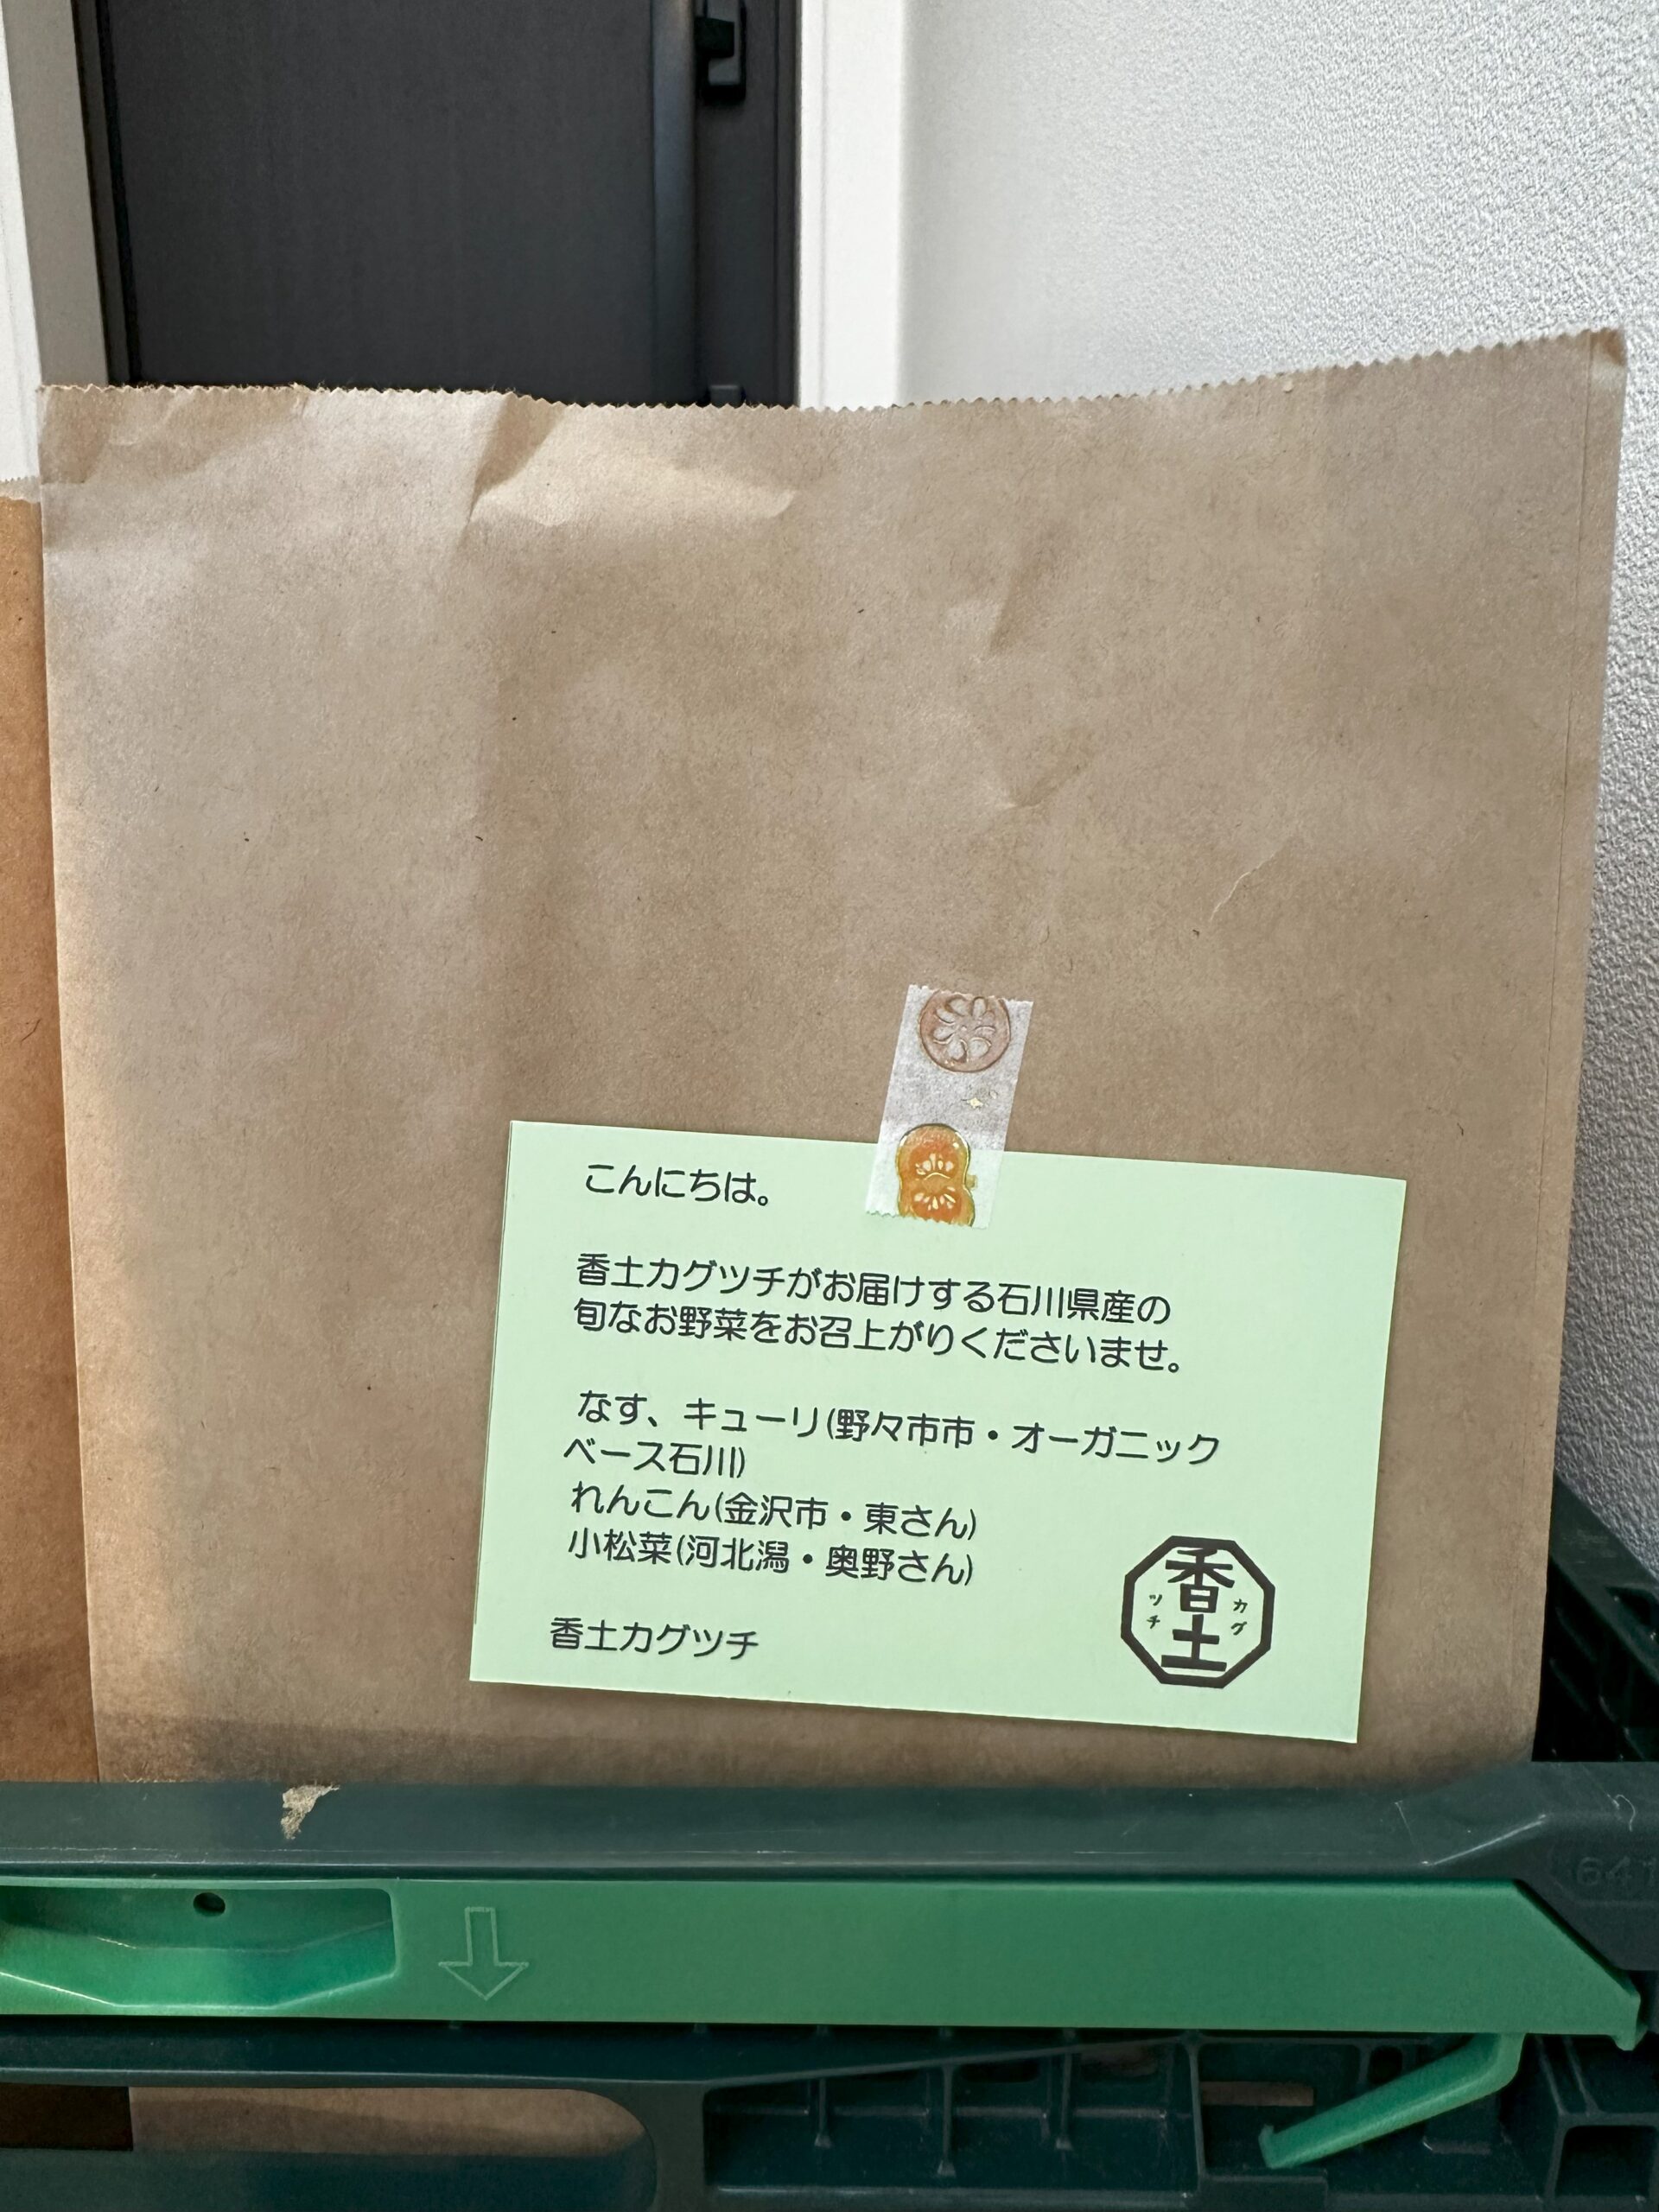 こんにちは。
香土カグツチがお届けする石川県産の
旬なお野菜をお召上がりくださいませ。
なす、キューリ(野々市市・オーガニック
ベース石川)
れんこん(金沢市・東さん)
小松菜(河北潟・奥野さん)
香土カグツチ
香土
カグ
ツチ